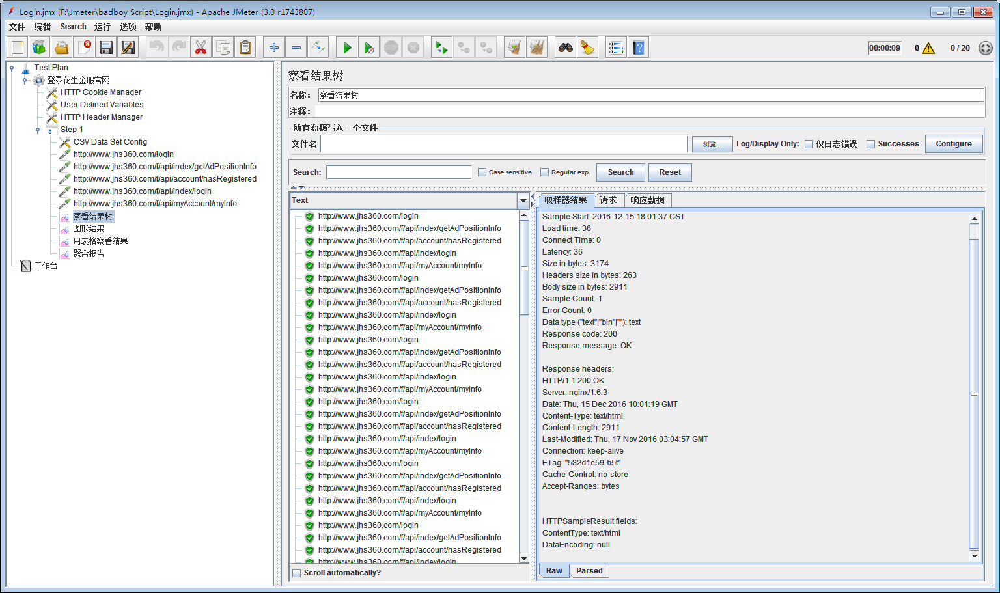 Login.jmx (F:\Jmeter\badboy Script\Login.jmx) - Apache JMeter (3.0 r1743807)
文件 编辑 Search 运行 选项 帮助
STOP
00:00:09 0 0 / 20
Test Plan
登录花生金服官网
HTTP Cookie Manager
User Defined Variables
HTTP Header Manager
Step 1
CSV Data Set Config
http://www.jhs360.com/login
http://www.jhs360.com/f/api/index/getAdPositionInfo
http://www.jhs360.com/f/api/account/hasRegistered
http://www.jhs360.com/f/api/index/login
http://www.jhs360.com/f/api/myAccount/myInfo
察看结果树
图形结果
用表格察看结果
聚合报告
工作台
察看结果树
名称： 察看结果树
注释：
所有数据写入一个文件
文件名 浏览... Log/Display Only: 仅日志错误 Successes Configure
Search: Case sensitive Regular exp. Search Reset
Text
http://www.jhs360.com/login
http://www.jhs360.com/f/api/index/getAdPositionInfo
http://www.jhs360.com/f/api/account/hasRegistered
http://www.jhs360.com/f/api/index/login
http://www.jhs360.com/f/api/myAccount/myInfo
http://www.jhs360.com/login
http://www.jhs360.com/f/api/index/getAdPositionInfo
http://www.jhs360.com/f/api/account/hasRegistered
http://www.jhs360.com/f/api/index/login
http://www.jhs360.com/f/api/myAccount/myInfo
http://www.jhs360.com/login
http://www.jhs360.com/f/api/index/getAdPositionInfo
http://www.jhs360.com/f/api/account/hasRegistered
http://www.jhs360.com/f/api/index/login
http://www.jhs360.com/f/api/myAccount/myInfo
http://www.jhs360.com/login
http://www.jhs360.com/f/api/index/getAdPositionInfo
http://www.jhs360.com/f/api/account/hasRegistered
http://www.jhs360.com/f/api/index/login
http://www.jhs360.com/f/api/myAccount/myInfo
http://www.jhs360.com/login
http://www.jhs360.com/f/api/index/getAdPositionInfo
http://www.jhs360.com/f/api/account/hasRegistered
http://www.jhs360.com/f/api/index/login
http://www.jhs360.com/f/api/myAccount/myInfo
http://www.jhs360.com/login
http://www.jhs360.com/f/api/index/getAdPositionInfo
http://www.jhs360.com/f/api/account/hasRegistered
http://www.jhs360.com/f/api/index/login
Scroll automatically?
取样器结果 请求 响应数据
Sample Start: 2016-12-15 18:01:37 CST
Load time: 36
Connect Time: 0
Latency: 36
Size in bytes: 3174
Headers size in bytes: 263
Body size in bytes: 2911
Sample Count: 1
Error Count: 0
Data type ("text"|"bin"|""): text
Response code: 200
Response message: OK
Response headers:
HTTP/1.1 200 OK
Server: nginx/1.6.3
Date: Thu, 15 Dec 2016 10:01:19 GMT
Content-Type: text/html
Content-Length: 2911
Last-Modified: Thu, 17 Nov 2016 03:04:57 GMT
Connection: keep-alive
ETag: "582d1e59-b5f"
Cache-Control: no-store
Accept-Ranges: bytes
HTTPSampleResult fields:
ContentType: text/html
DataEncoding: null
Raw Parsed